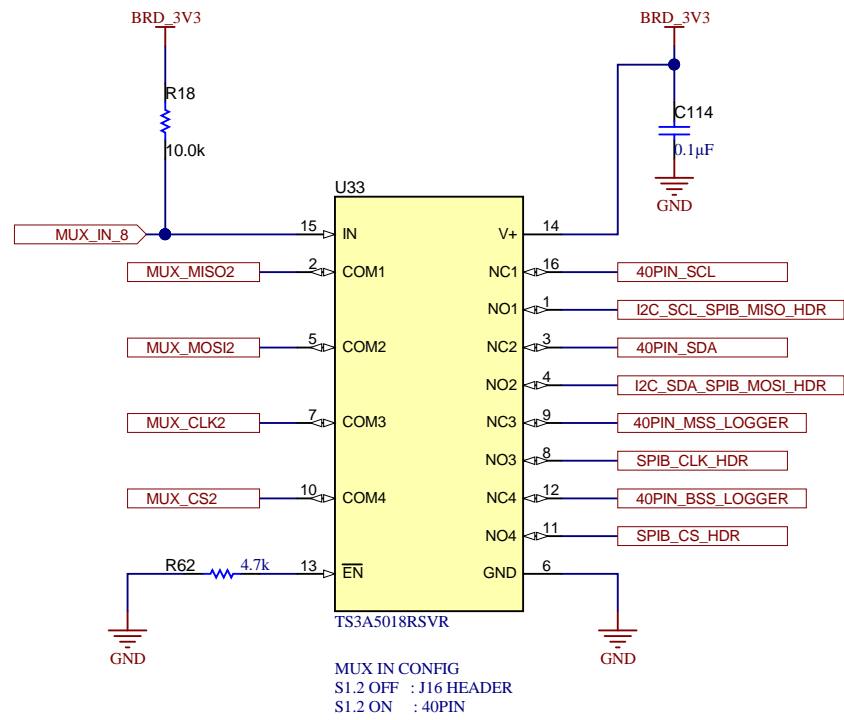 BRD_3V3
BRD_3V3
R18
10.0k
C114
0.1µF
GND
U33
MUX_IN_8
15 IN
V+ 14
MUX_MISO2
2 COM1
NC1 16
40PIN_SCL
NO1 1
I2C_SCL_SPIB_MISO_HDR
MUX_MOSI2
5 COM2
NC2 3
40PIN_SDA
NO2 4
I2C_SDA_SPIB_MOSI_HDR
MUX_CLK2
7 COM3
NC3 9
40PIN_MSS_LOGGER
NO3 8
SPIB_CLK_HDR
MUX_CS2
10 COM4
NC4 12
40PIN_BSS_LOGGER
NO4 11
SPIB_CS_HDR
R62 4.7k
13 EN
GND 6
TS3A5018RSVR
GND
GND
MUX IN CONFIG
S1.2 OFF : J16 HEADER
S1.2 ON : 40PIN